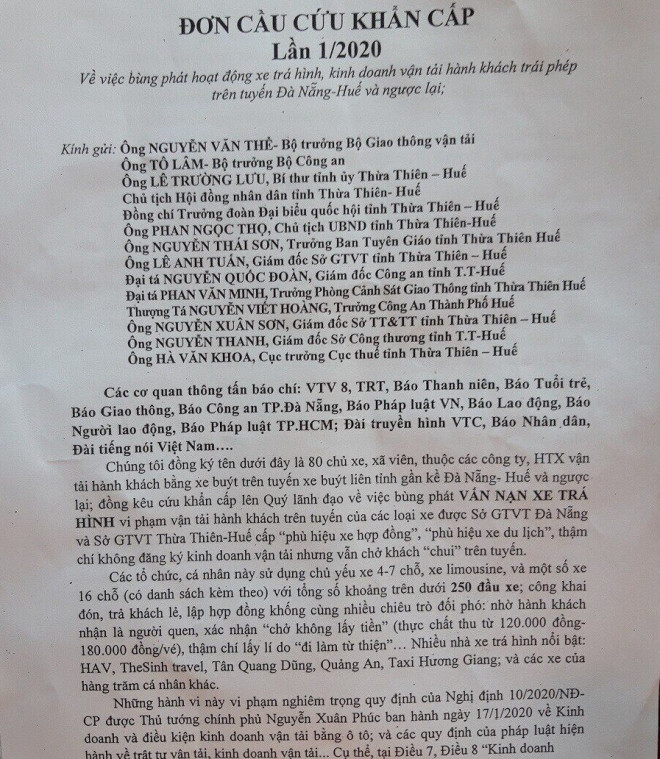 ĐƠN CẦU CỨU KHẨN CẤP
Lần 1/2020
Về việc bùng phát hoạt động xe trá hình, kinh doanh vận tải hành khách trái phép
trên tuyến Đà Nẵng-Huế và ngược lại;
Kính gửi: Ông NGUYỄN VĂN THỂ- Bộ trưởng Bộ Giao thông vận tải
Ông TÔ LÂM- Bộ trưởng Bộ Công an
Ông LÊ TRƯỜNG LƯU, Bí thư tỉnh ủy Thừa Thiên – Huế
Chủ tịch Hội đồng nhân dân tỉnh Thừa Thiên- Huế
Đồng chí Trưởng đoàn Đại biểu quốc hội tỉnh Thừa Thiên – Huế
Ông PHAN NGỌC THỌ, Chủ tịch UBND tỉnh Thừa Thiên-Huế
Ông NGUYỄN THÁI SƠN, Trưởng Ban Tuyên Giáo tỉnh Thừa Thiên Huế
Ông LÊ ANH TUẤN, Giám đốc Sở GTVT tỉnh Thừa Thiên – Huế
Đại tá NGUYỄN QUỐC ĐOÀN, Giám đốc Công an tỉnh T.T-Huế
Đại tá PHAN VĂN MINH, Trưởng Phòng Cảnh Sát Giao Thông tỉnh Thừa Thiên Huế
Thượng Tá NGUYỄN VIẾT HOÀNG, Trưởng Công An Thành Phố Huế
Ông NGUYỄN XUÂN SƠN, Giám đốc Sở TT&TT tỉnh Thừa Thiên – Huế
Ông NGUYỄN THANH, Giám đốc Sở Công thương tỉnh T.T-Huế
Ông HÀ VĂN KHOA, Cục trưởng Cục thuế tỉnh Thừa Thiên – Huế
Các cơ quan thông tấn báo chí: VTV 8, TRT, Báo Thanh niên, Báo Tuổi trẻ,
Báo Giao thông, Báo Công an TP.Đà Nẵng, Báo Pháp luật VN, Báo Lao động, Báo
Người lao động, Báo Pháp luật TP.HCM; Đài truyền hình VTC, Báo Nhân dân,
Đài tiếng nói Việt Nam….
Chúng tôi đồng ký tên dưới đây là 80 chủ xe, xã viên, thuộc các công ty, HTX vận
tải hành khách bằng xe buýt trên tuyến xe buýt liên tỉnh gần kề Đà Nẵng- Huế và ngược
lại; đồng kêu cứu khẩn cấp lên Quý lãnh đạo về việc bùng phát VẤN NẠN XE TRÁ
HÌNH vi phạm vận tải hành khách trên tuyến của các loại xe được Sở GTVT Đà Nẵng
và Sở GTVT Thừa Thiên-Huế cấp “phù hiệu xe hợp đồng”, “phù hiệu xe du lịch”, thậm
chí không đăng ký kinh doanh vận tải nhưng vẫn chở khách “chui” trên tuyến.
Các tổ chức, cá nhân này sử dụng chủ yếu xe 4-7 chỗ, xe limousine, và một số xe
16 chỗ (có danh sách kèm theo) với tổng số khoảng trên dưới 250 đầu xe; công khai
đón, trả khách lẻ, lập hợp đồng khống cùng nhiều chiêu trò đối phó: nhờ hành khách
nhận là người quen, xác nhận “chở không lấy tiền” (thực chất thu từ 120.000 đồng-
180.000 đồng/vé), thậm chí lấy lí do “đi làm từ thiện”… Nhiều nhà xe trá hình nổi bật:
HAV, TheSinh travel, Tân Quang Dũng, Quảng An, Taxi Hương Giang; và các xe của
hàng trăm cá nhân khác.
Những hành vi này vi phạm nghiêm trọng quy định của Nghị định 10/2020/NĐ-
CP được Thủ tướng chính phủ Nguyễn Xuân Phúc ban hành ngày 17/1/2020 về Kinh
doanh và điều kiện kinh doanh vận tải bằng ô tô; và các quy định của pháp luật hiện
hành về trật tự vận tải, kinh doanh vận tải... Cụ thể, tại Điều 7, Điều 8 “Kinh doanh